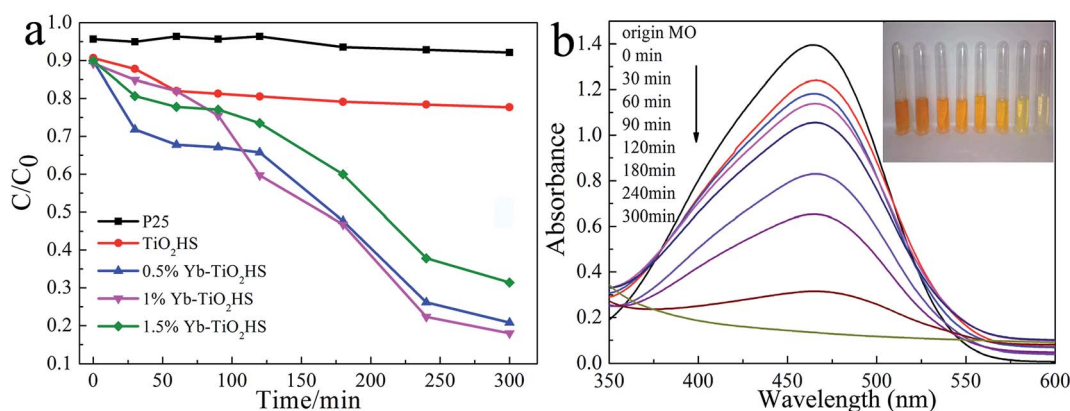 a
C/C0
1.0
0.9
0.8
0.7
0.6
0.5
0.4
0.3
0.2
0.1
P25
TiO2HS
0.5% Yb-TiO2HS
1% Yb-TiO2HS
1.5% Yb-TiO2HS
0 50 100 150 200 250 300
Time/min
b
Absorbance
1.4
1.2
1.0
0.8
0.6
0.4
0.2
0.0
origin MO
0 min
30 min
60 min
90 min
120min
180min
240min
300min
350 400 450 500 550 600
Wavelength (nm)